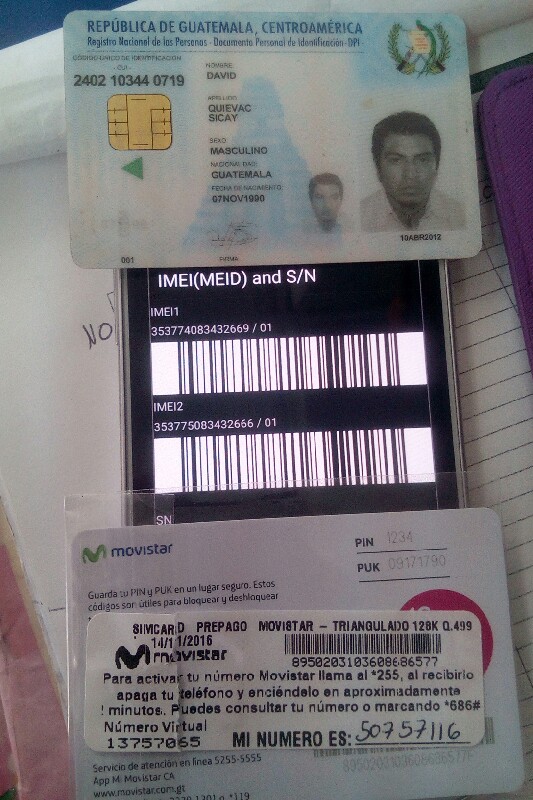 REPÚBLICA DE GUATEMALA, CENTROAMÉRICA
Registro Nacional de las Personas - Documento Personal de Identificación - DPI
CÓDIGO ÚNICO DE IDENTIFICACIÓN
-CUI-
2402 10344 0719
NOMBRE
DAVID
APELLIDO
QUIEVAC
SICAY
SEXO
MASCULINO
NACIONALIDAD
GUATEMALA
FECHA DE NACIMIENTO
07NOV1990
10ABR2012
001
FIRMA
IMEI(MEID) and S/N
IMEI1
353774083432669 / 01
IMEI2
353775083432666 / 01
SN
NO
movistar
PIN 1234
PUK 09171790
Guarda tu PIN y PUK en un lugar seguro. Estos
códigos son útiles para bloquear y desbloquear
SIMCARD PREPAGO MOVISTAR - TRIANGULADO 128K Q.499
14/11/2016
movistar
8950203103608686577
Para activar tu número Movistar llama al *255, al recibirlo
apaga tu teléfono y enciéndelo en aproximadamente
minutos. Puedes consultar tu número o marcando *686#
Número Virtual
13757065
MI NUMERO ES: 50757116
Servicio de atención en línea 5255-5555
8950203103608686577F
App Mi Movistar CA
www.movistar.com.gt